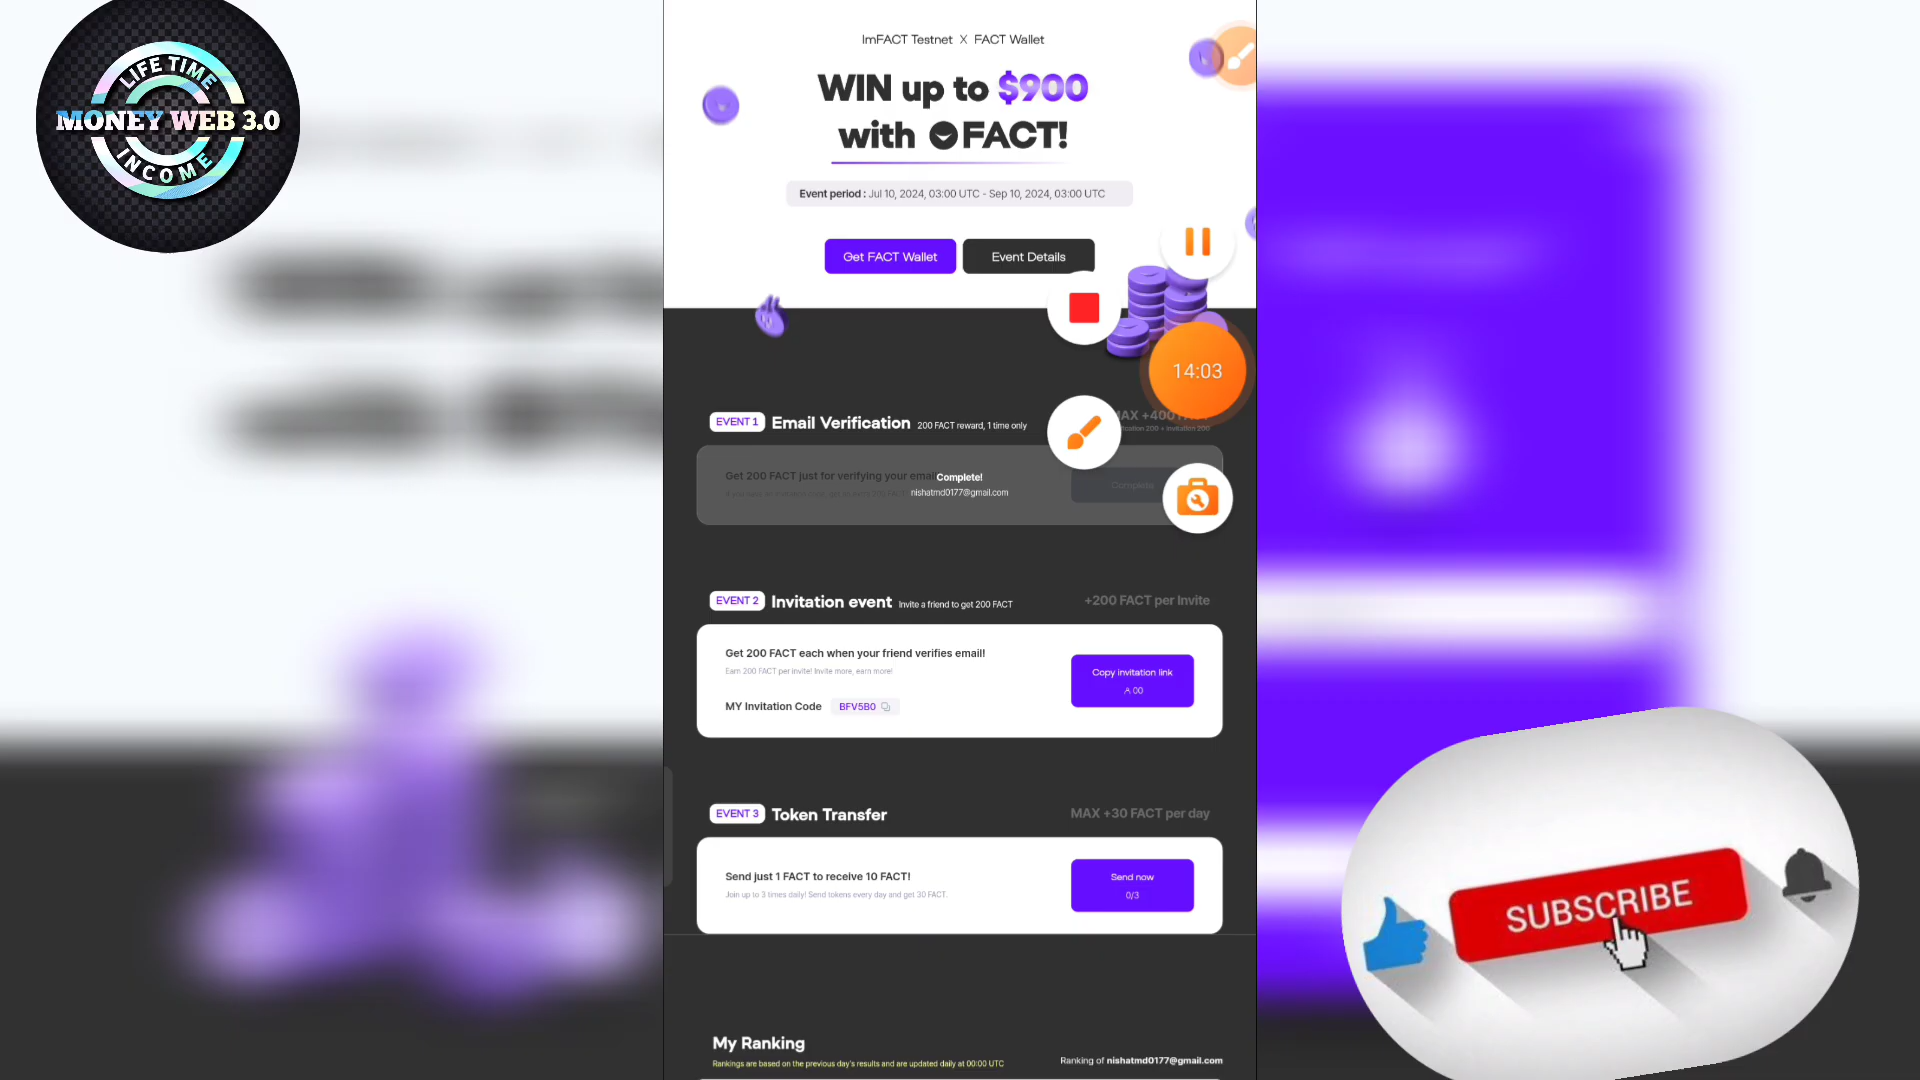 LIFE TIME
MONEY WEB 3.0
INCOME
ImFACT Testnet X FACT Wallet
WIN up to $900
with FACT!
Event period : Jul 10, 2024, 03:00 UTC - Sep 10, 2024, 03:00 UTC
Get FACT Wallet
Event Details
14:03
EVENT 1 Email Verification 200 FACT reward, 1 time only
MAX +400
Get 200 FACT just for verifying your email
Complete!
nishatmd0177@gmail.com
Complete
EVENT 2 Invitation event Invite a friend to get 200 FACT
+200 FACT per Invite
Get 200 FACT each when your friend verifies email!
Earn 200 FACT per invite! Invite more, earn more!
Copy invitation link
00
MY Invitation Code BFV5B0
EVENT 3 Token Transfer
MAX +30 FACT per day
Send just 1 FACT to receive 10 FACT!
Join up to 3 times daily! Send tokens every day and get 30 FACT.
Send now
0/3
SUBSCRIBE
My Ranking
Rankings are based on the previous day's results and are updated daily at 00:00 UTC
Ranking of nishatmd0177@gmail.com